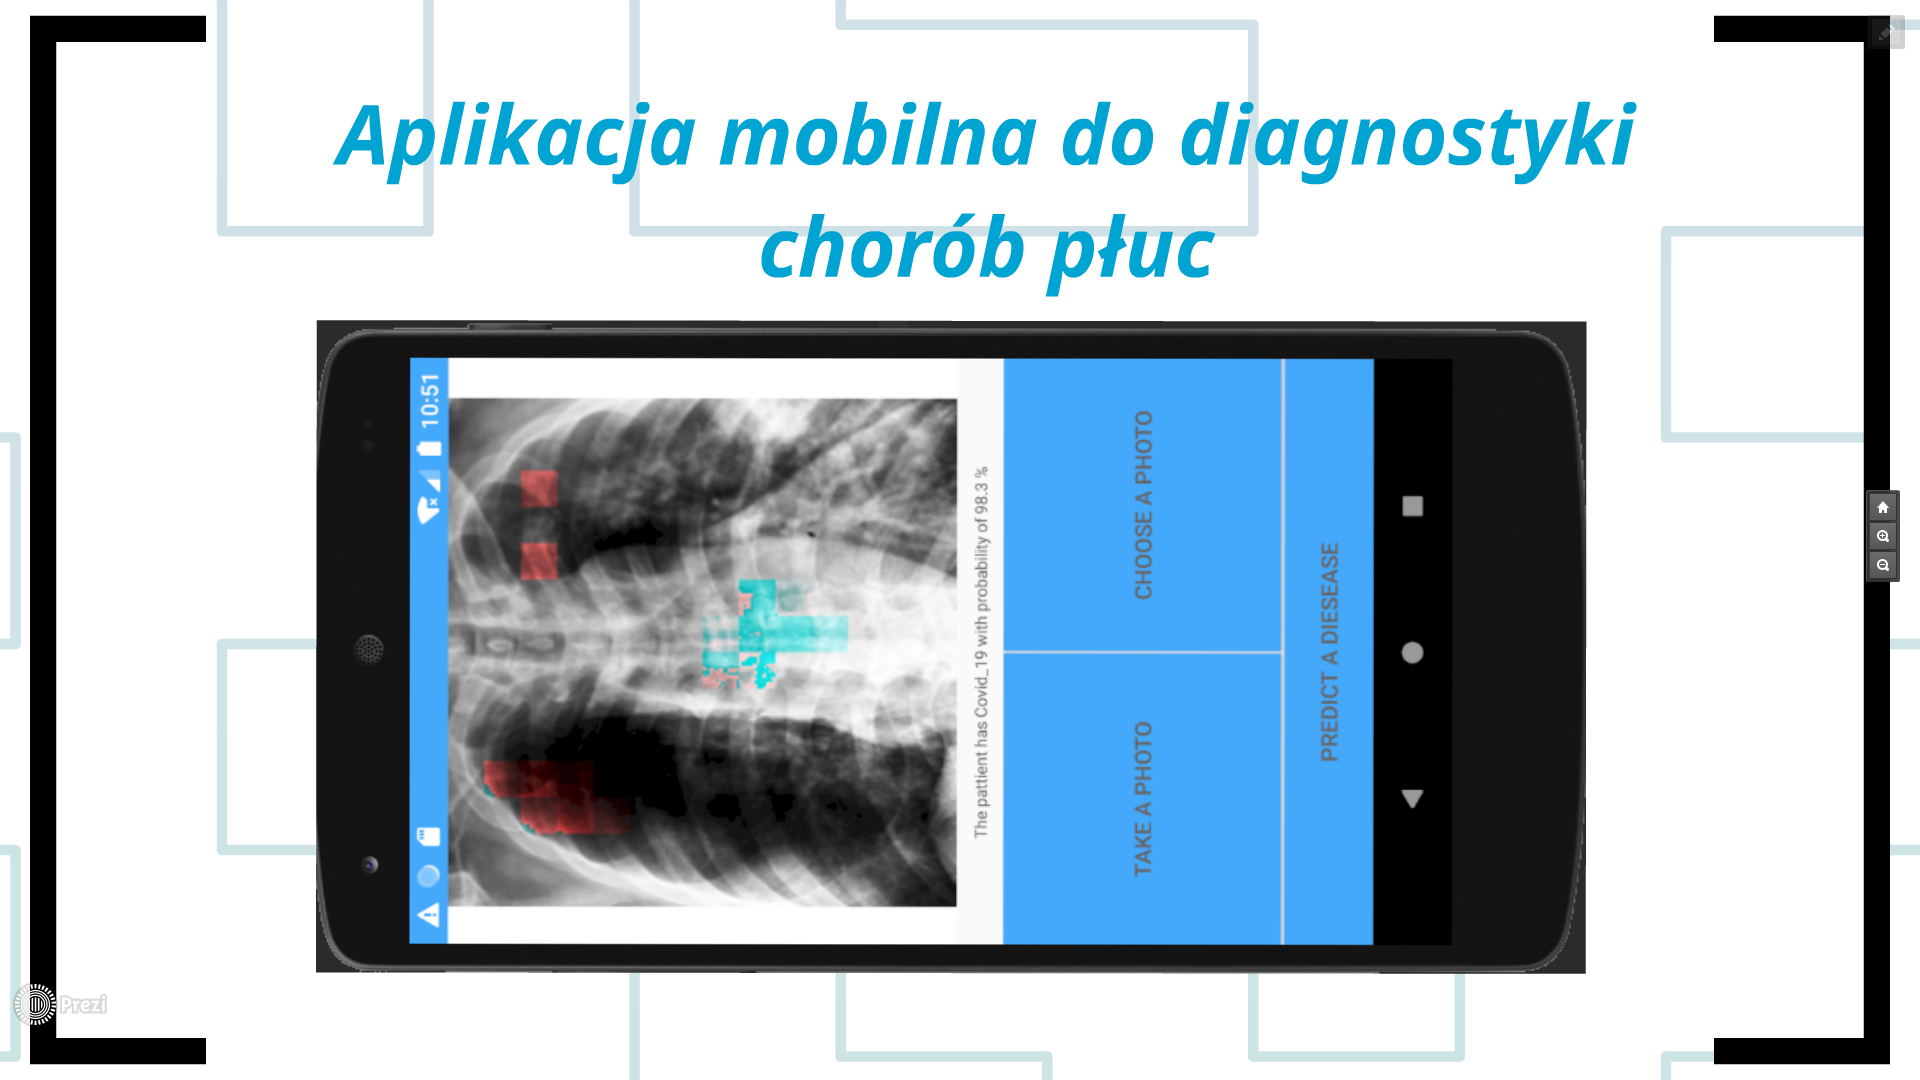 Aplikacja mobilna do diagnostyki
chorób płuc
10:51
The pattient has Covid_19 with probability of 98.3 %
TAKE A PHOTO
CHOOSE A PHOTO
PREDICT A DIESEASE
Prezi